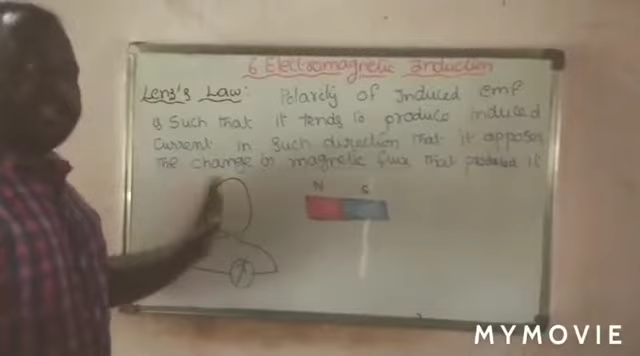 6 Electromagnetic Induction
Lenz's Law: Polarity of Induced emf
is Such that it tends to produce induced
Current in Such direction that it opposes
The change in magnetic flux that produced it
N S
MYMOVIE